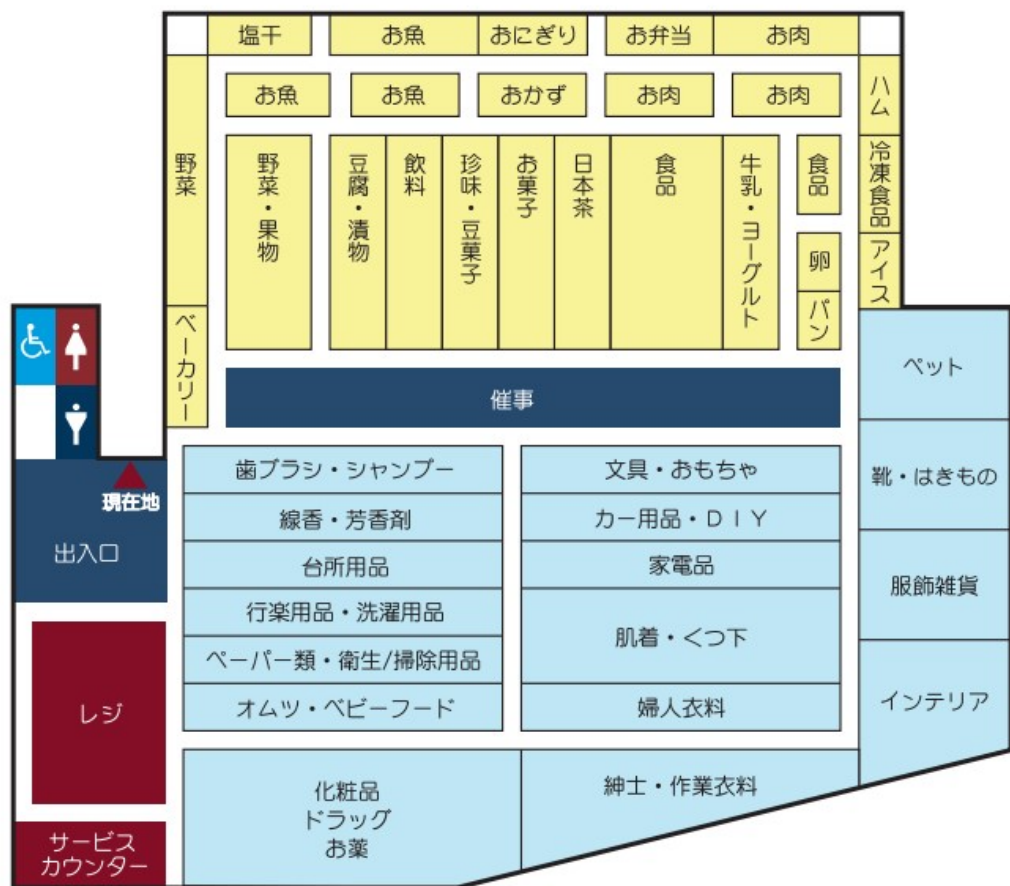 塩干
お魚
おにぎり
お弁当
お肉
お魚
お魚
おかず
お肉
お肉
ハム
野菜
野菜・果物
豆腐・漬物
飲料
珍味・豆菓子
お菓子
日本茶
食品
牛乳・ヨーグルト
食品
冷凍食品
卵
アイス
パン
ベーカリー
催事
ペット
現在地
出入口
歯ブラシ・シャンプー
文具・おもちゃ
靴・はきもの
線香・芳香剤
カー用品・DIY
台所用品
家電品
服飾雑貨
行楽用品・洗濯用品
肌着・くつ下
ペーパー類・衛生/掃除用品
オムツ・ベビーフード
婦人衣料
インテリア
レジ
化粧品
ドラッグ
お薬
紳士・作業衣料
サービス
カウンター